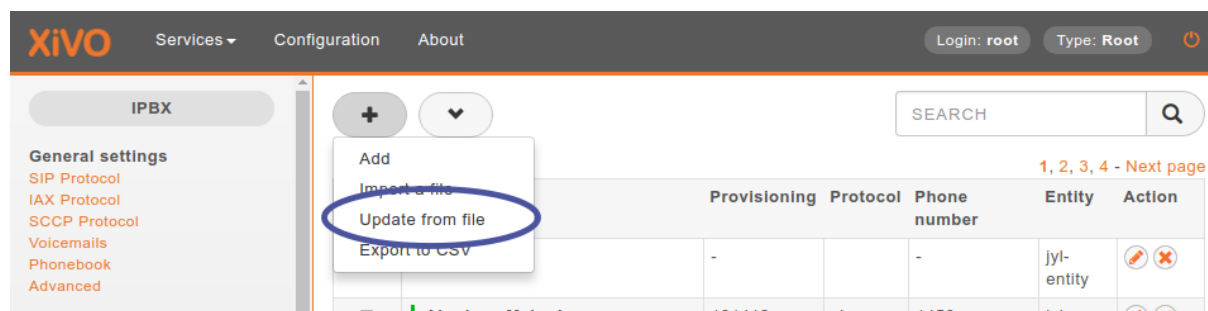 XiVO Services Configuration About Login: root Type: Root
IPBX
General settings
SIP Protocol
IAX Protocol
SCCP Protocol
Voicemails
Phonebook
Advanced
SEARCH
Add
Import a file
Update from file
Export to CSV
1, 2, 3, 4 - Next page
Provisioning Protocol Phone number Entity Action
- - jyl-entity